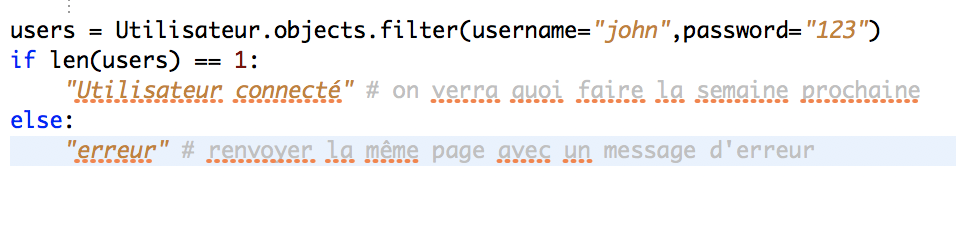 users = Utilisateur.objects.filter(username="john",password="123")
if len(users) == 1:
    "Utilisateur connecté" # on verra quoi faire la semaine prochaine
else:
    "erreur" # renvoyer la même page avec un message d'erreur